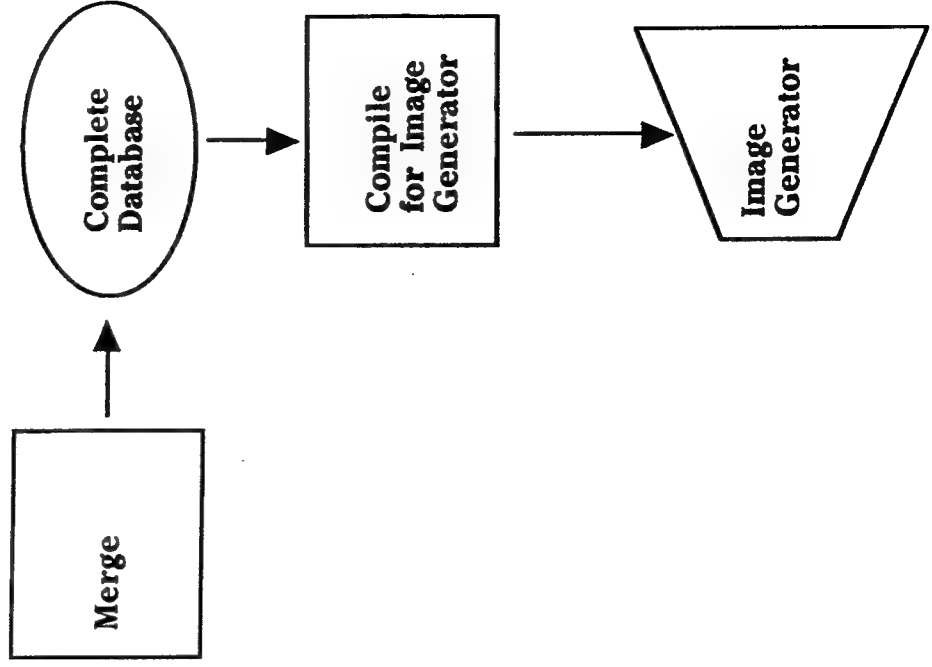 Merge
Complete
Database
Compile
for Image
Generator
Image
Generator